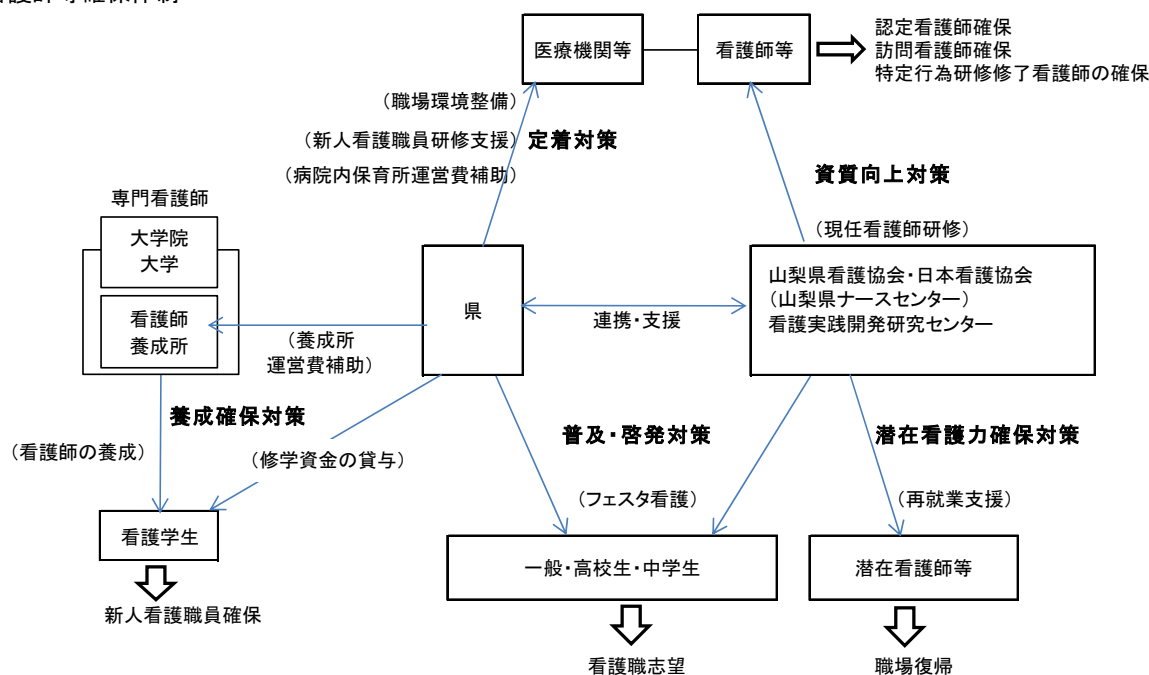 医療機関等
看護師等
認定看護師確保
訪問看護師確保
特定行為研修修了看護師の確保
（職場環境整備）
（新人看護職員研修支援）
定着対策
（病院内保育所運営費補助）
資質向上対策
専門看護師
（現任看護師研修）
大学院
大学
県
山梨県看護協会・日本看護協会
（山梨県ナースセンター）
看護実践開発研究センター
看護師
養成所
連携・支援
（養成所
運営費補助）
養成確保対策
普及・啓発対策
潜在看護力確保対策
（看護師の養成）
（修学資金の貸与）
（フェスタ看護）
（再就業支援）
看護学生
一般・高校生・中学生
潜在看護師等
新人看護職員確保
看護職志望
職場復帰